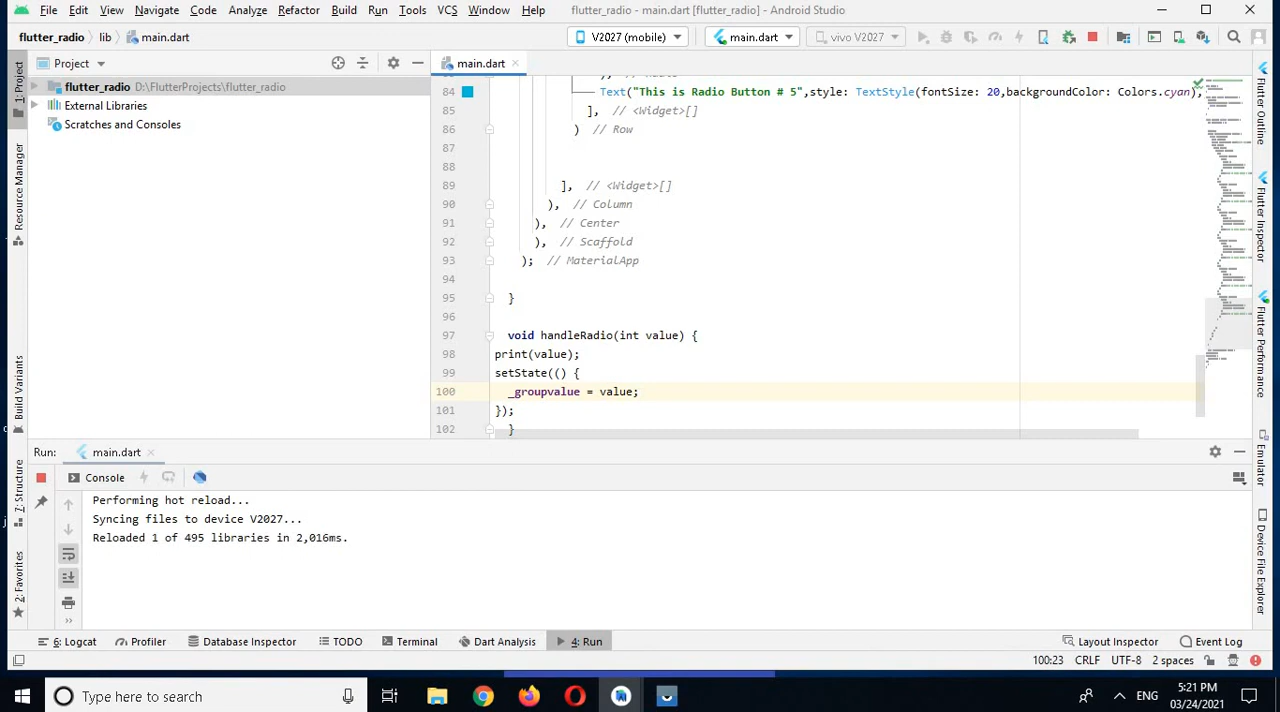 File Edit View Navigate Code Analyze Refactor Build Run Tools VCS Window Help flutter_radio - main.dart [flutter_radio] - Android Studio
flutter_radio lib main.dart V2027 (mobile) main.dart vivo V2027
Project main.dart
flutter_radio D:\FlutterProjects\flutter_radio
External Libraries
Scratches and Consoles
1: Project
Resource Manager
Build Variants
7: Structure
2: Favorites
84 Text("This is Radio Button # 5",style: TextStyle(fontSize: 20,backgroundColor: Colors.cyan),
85 ], // <Widget>[]
86 ) // Row
87
88
89 ], // <Widget>[]
90 ), // Column
91 ), // Center
92 ), // Scaffold
93 ); // MaterialApp
94
95 }
96
97 void handleRadio(int value) {
98 print(value);
99 setState(() {
100 _groupvalue = value;
101 });
102 }
Flutter Outline
Flutter Inspector
Flutter Performance
Emulator
Device File Explorer
Run: main.dart
Console
Performing hot reload...
Syncing files to device V2027...
Reloaded 1 of 495 libraries in 2,016ms.
6: Logcat Profiler Database Inspector TODO Terminal Dart Analysis 4: Run Layout Inspector Event Log
100:23 CRLF UTF-8 2 spaces
Type here to search
ENG
5:21 PM
03/24/2021